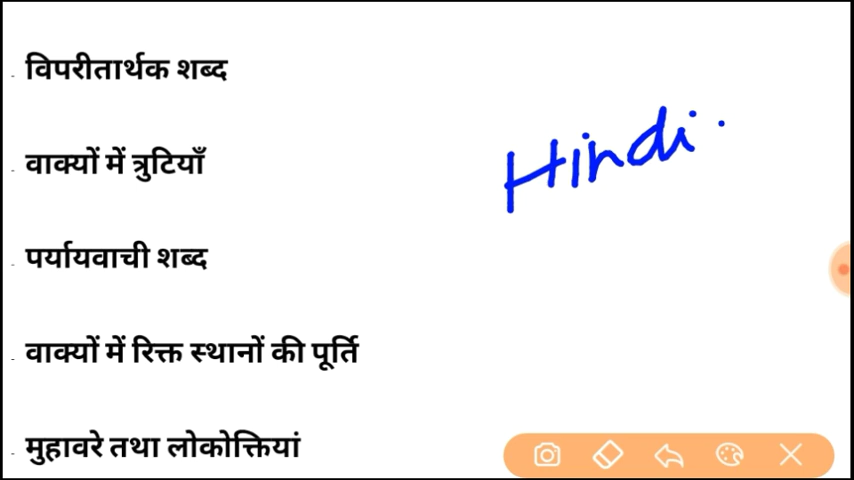 - विपरीतार्थक शब्द
Hindi.
- वाक्यों में त्रुटियाँ
- पर्यायवाची शब्द
- वाक्यों में रिक्त स्थानों की पूर्ति
- मुहावरे तथा लोकोक्तियां